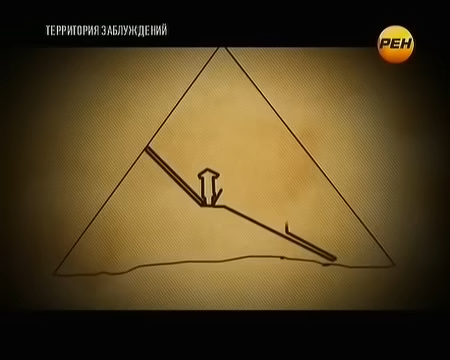 ТЕРРИТОРИЯ ЗАБЛУЖДЕНИЙ
РЕН